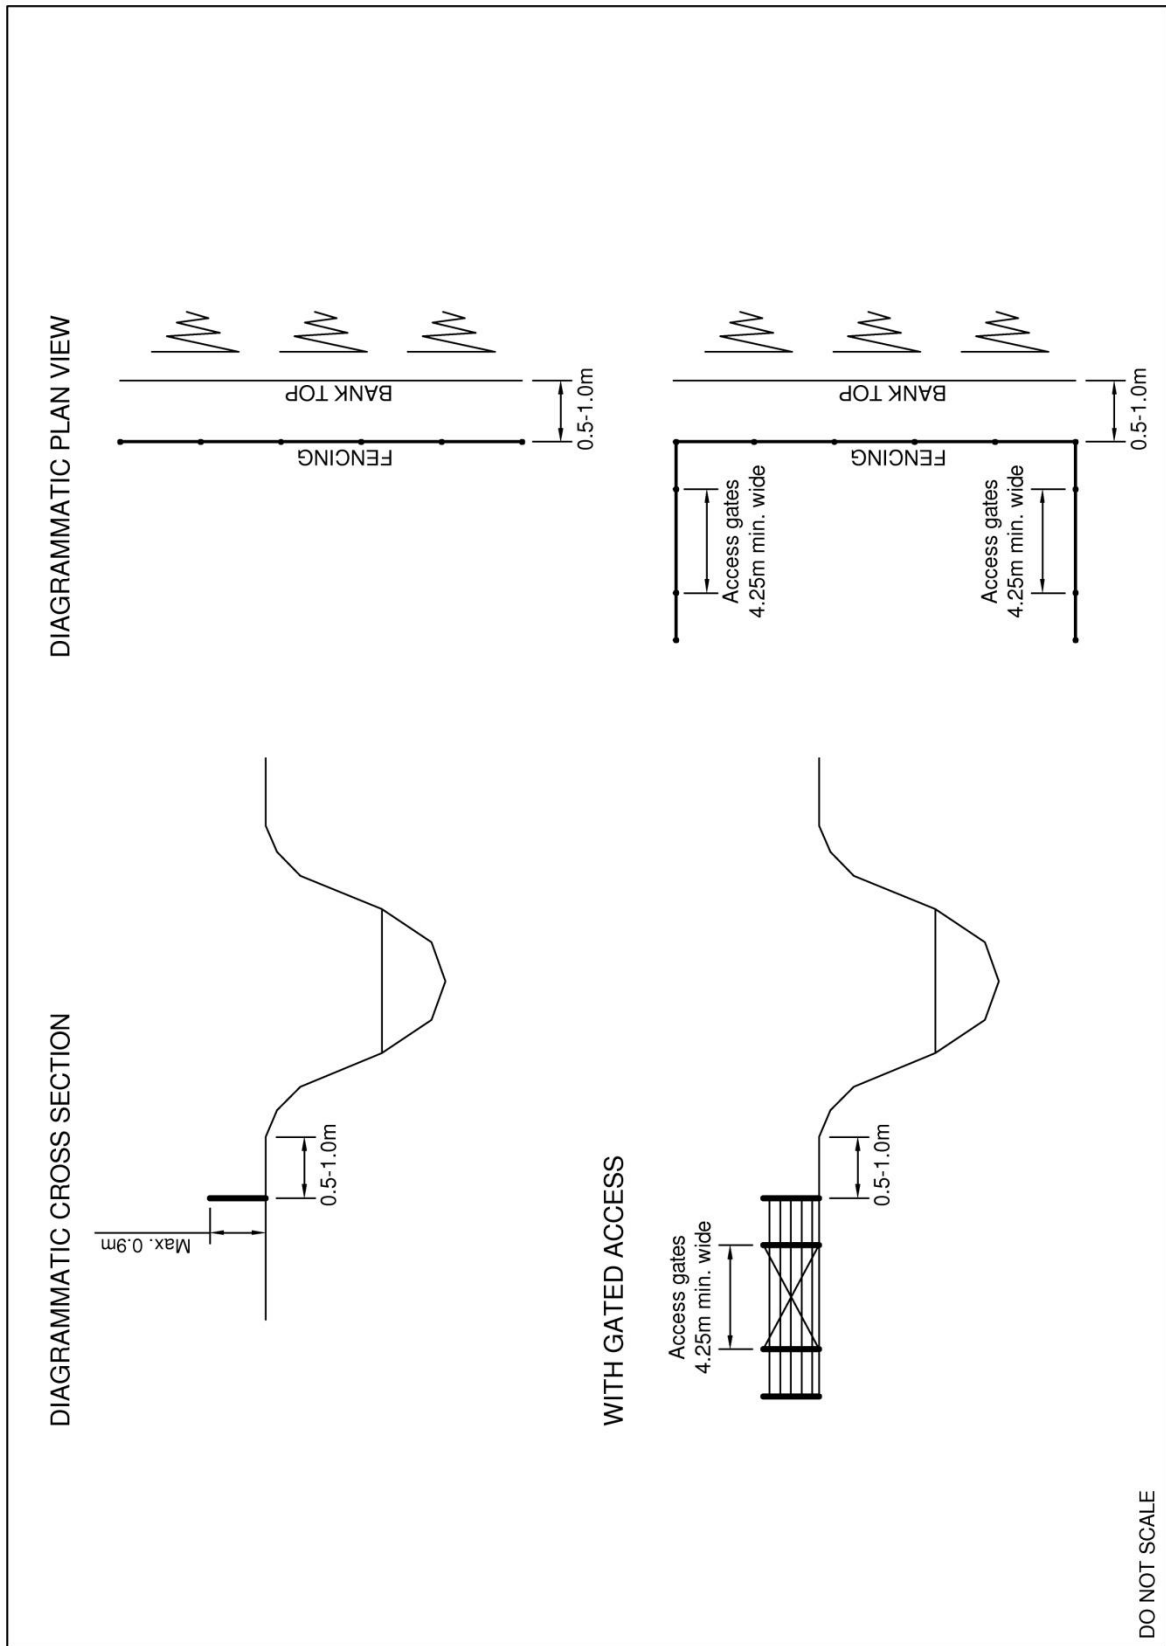 DIAGRAMMATIC CROSS SECTION
DIAGRAMMATIC PLAN VIEW
Max. 0.9m
0.5-1.0m
FENCING
BANK TOP
0.5-1.0m
WITH GATED ACCESS
Access gates
4.25m min. wide
0.5-1.0m
Access gates
4.25m min. wide
FENCING
BANK TOP
Access gates
4.25m min. wide
0.5-1.0m
DO NOT SCALE